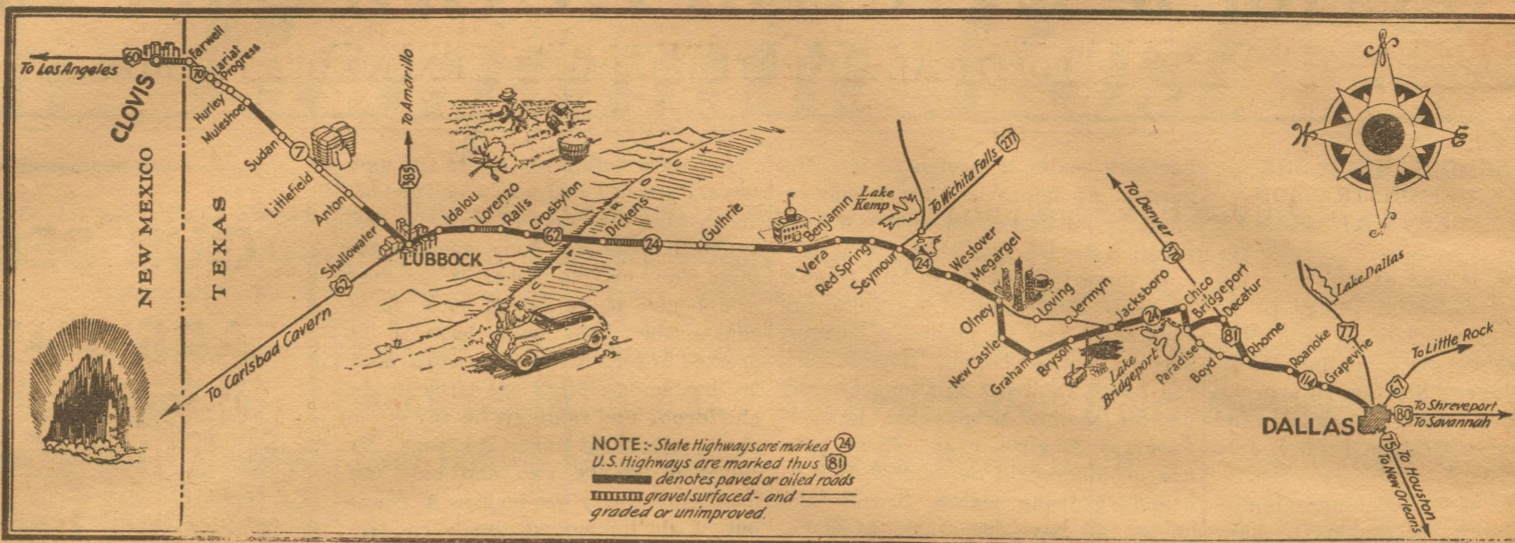 To Los Angeles
60
CLOVIS
NEW MEXICO
TEXAS
Farwell
70
Lariat
Progress
Hurley
Muleshoe
Sudan
7
Littlefield
Anton
Shallowater
To Amarillo
385
LUBBOCK
62
To Carlsbad Cavern
Idalou
Lorenzo
Ralls
Crosbyton
62
CAP ROCK
Dickens
24
Guthrie
Benjamin
Vera
Red Spring
Seymour
Lake
Kemp
To Wichita Falls
277
24
Westover
Megargel
Olney
Loving
Jermyn
New Castle
Graham
Bryson
Jacksboro
24
Lake
Bridgeport
Chico
Bridgeport
Decatur
To Denver
Paradise
Boyd
81
Rhome
Roanoke
114
Grapevine
Lake Dallas
77
W
E
To Little Rock
67
DALLAS
80
To Shreveport
To Savannah
75
To Houston
To New Orleans
NOTE:- State Highways are marked 24
U.S. Highways are marked thus 81
denotes paved or oiled roads
gravel surfaced - and
graded or unimproved.